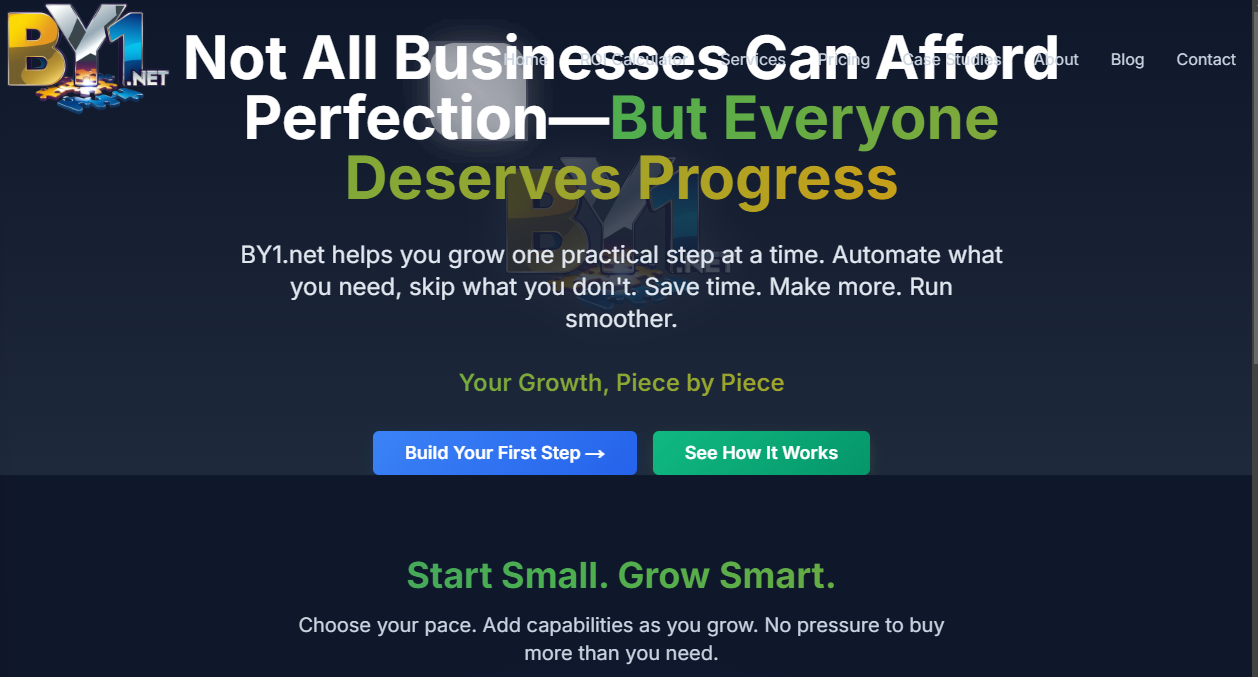 BY1.NET
Home ROI Calculator Services Pricing Case Studies About Blog Contact
Not All Businesses Can Afford
Perfection—But Everyone
Deserves Progress
BY1.NET
BY1.net helps you grow one practical step at a time. Automate what
you need, skip what you don't. Save time. Make more. Run
smoother.
Your Growth, Piece by Piece
Build Your First Step → See How It Works
Start Small. Grow Smart.
Choose your pace. Add capabilities as you grow. No pressure to buy
more than you need.